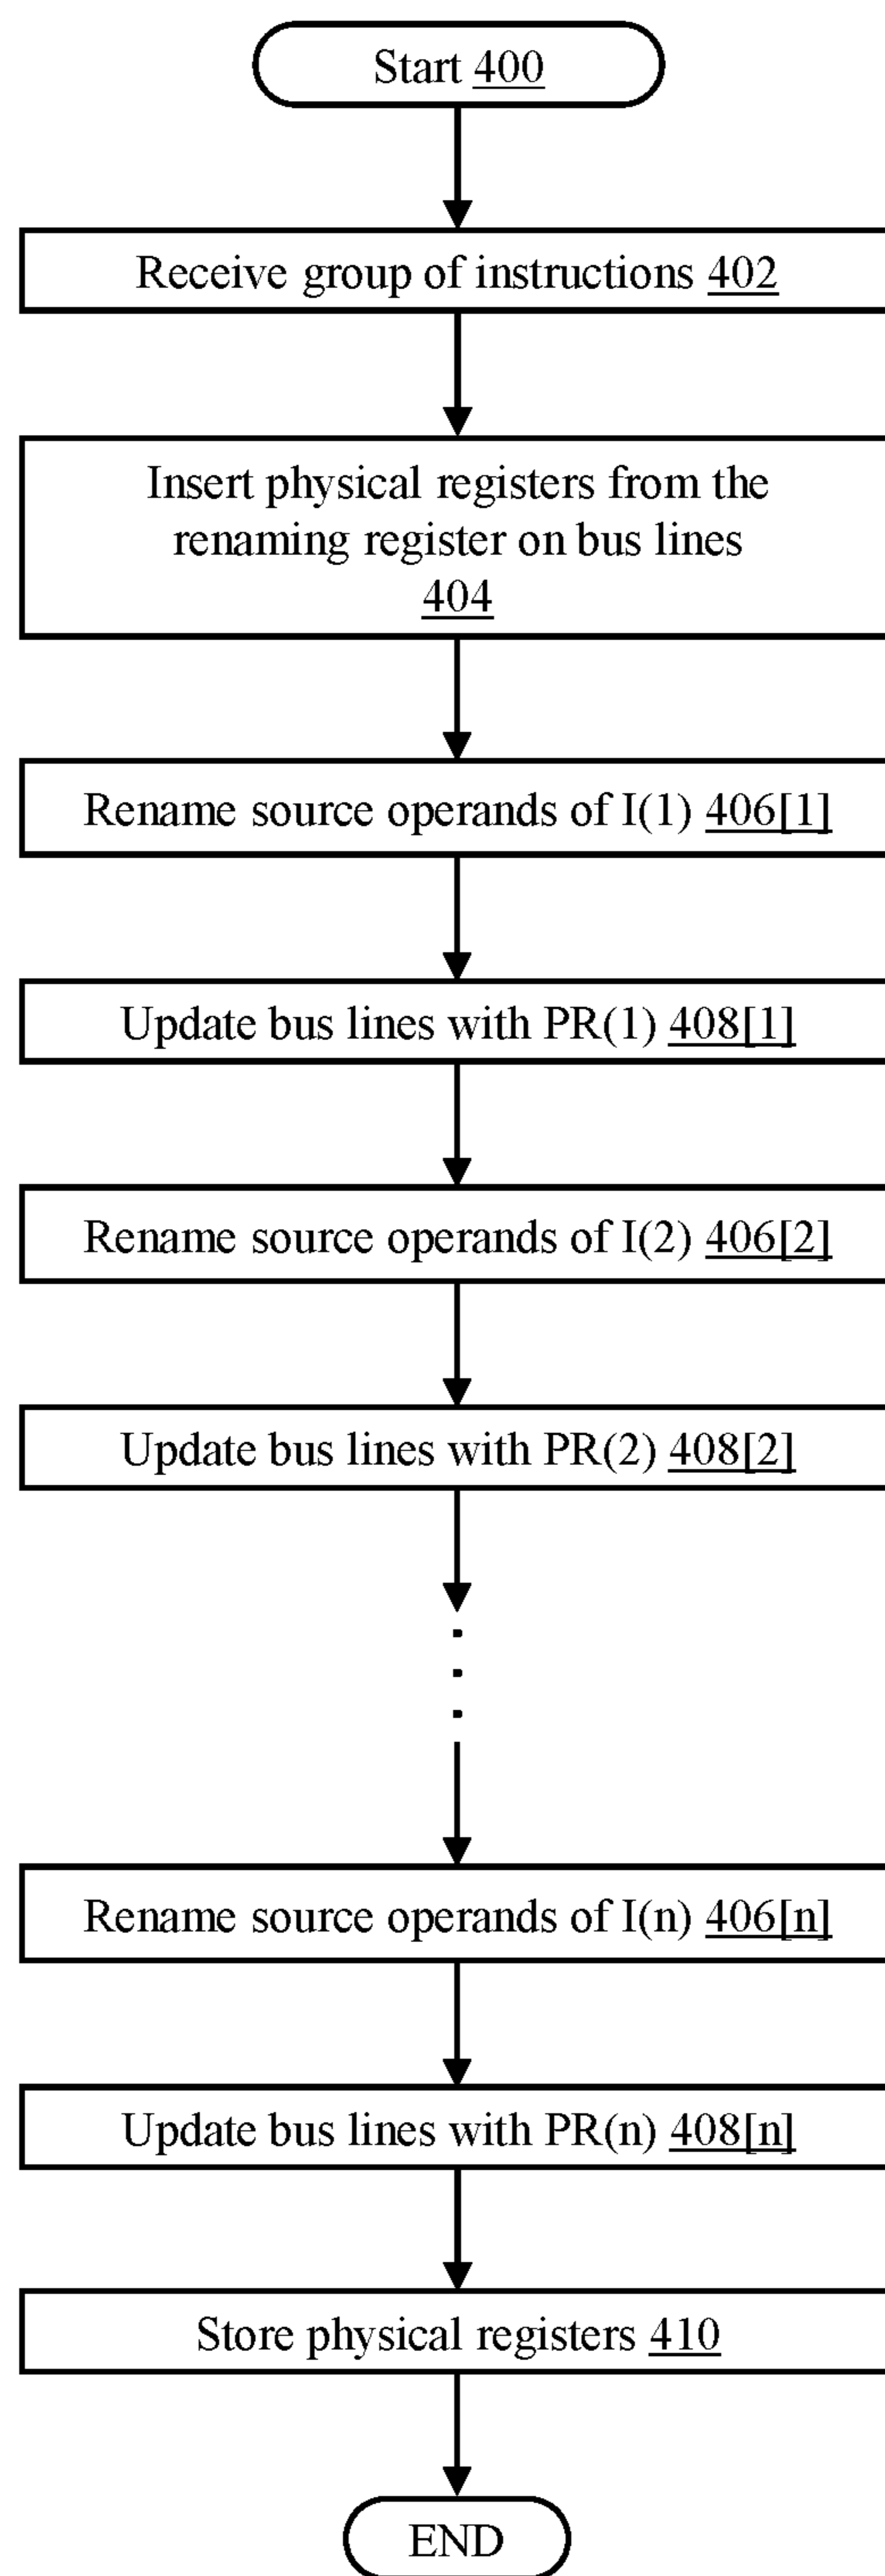 Start 400
Receive group of instructions 402
Insert physical registers from the
renaming register on bus lines
404
Rename source operands of I(1) 406[1]
Update bus lines with PR(1) 408[1]
Rename source operands of I(2) 406[2]
Update bus lines with PR(2) 408[2]
Rename source operands of I(n) 406[n]
Update bus lines with PR(n) 408[n]
Store physical registers 410
END